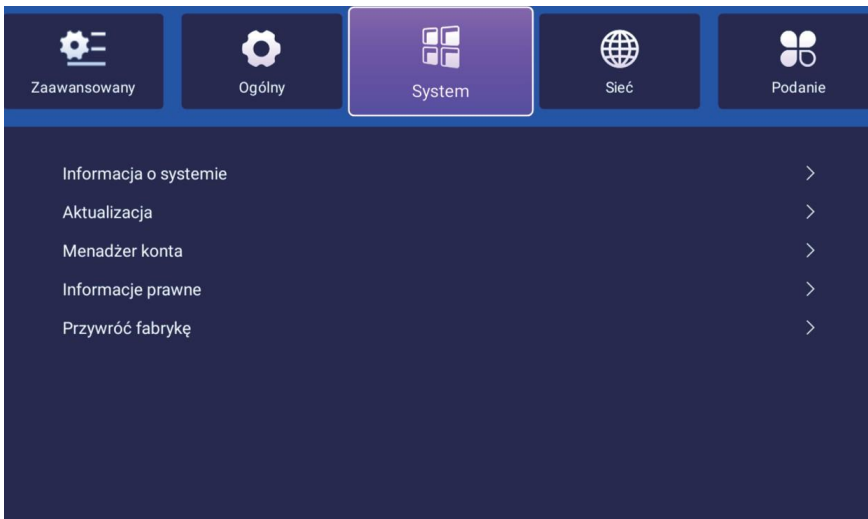 Zaawansowany
Ogólny
System
Sieć
Podanie
Informacja o systemie
Aktualizacja
Menadżer konta
Informacje prawne
Przywróć fabrykę